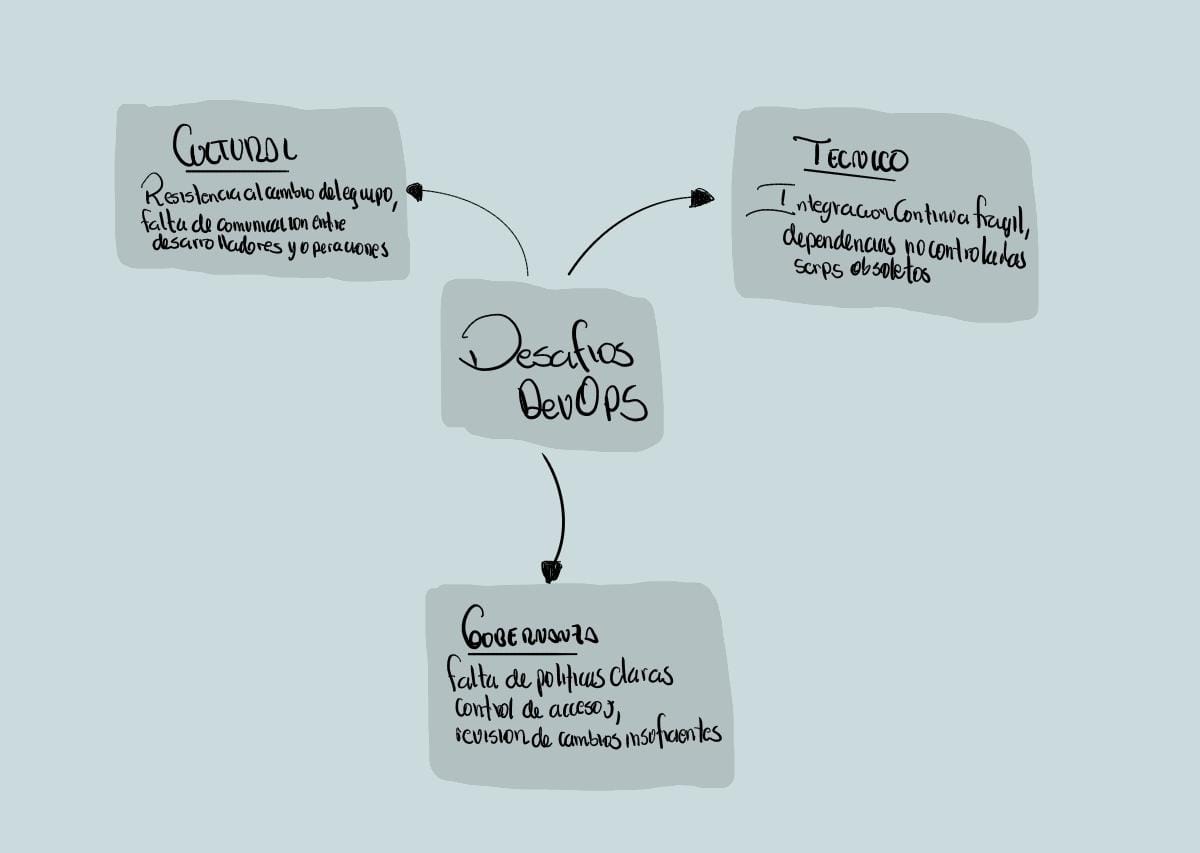 CULTURAL
Resistencia al cambio del equipo,
falta de comunicacion entre
desarrolladores y operaciones
TECNICO
Integracion Continua fragil,
dependencias no controladas
scrps obsoletos
Desafios
DevOPS
GOBERNANZA
falta de politicas claras
control de accesos,
revision de cambios insuficientes